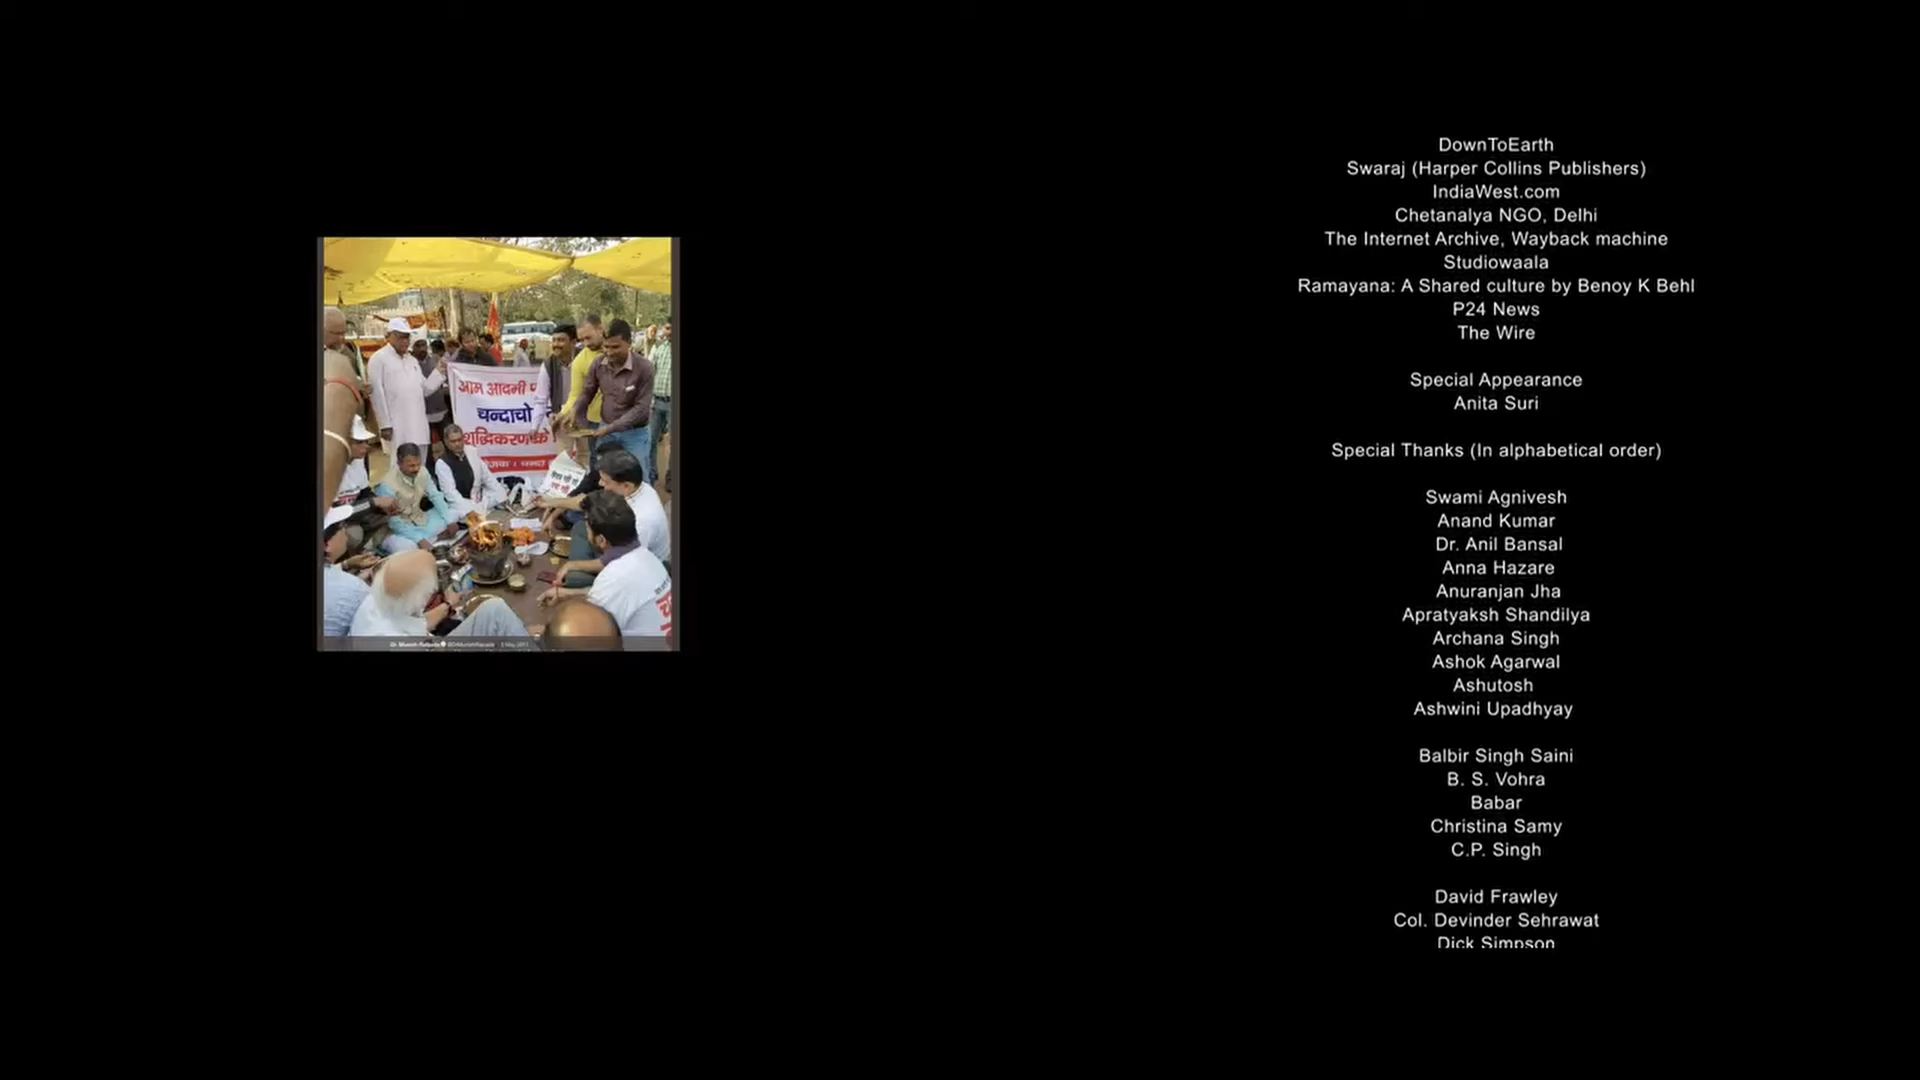 आम आदमी प
चन्दाचो
शुद्धिकरण के
DownToEarth
Swaraj (Harper Collins Publishers)
IndiaWest.com
Chetanalya NGO, Delhi
The Internet Archive, Wayback machine
Studiowaala
Ramayana: A Shared culture by Benoy K Behl
P24 News
The Wire
Special Appearance
Anita Suri
Special Thanks (In alphabetical order)
Swami Agnivesh
Anand Kumar
Dr. Anil Bansal
Anna Hazare
Anuranjan Jha
Apratyaksh Shandilya
Archana Singh
Ashok Agarwal
Ashutosh
Ashwini Upadhyay
Balbir Singh Saini
B. S. Vohra
Babar
Christina Samy
C.P. Singh
David Frawley
Col. Devinder Sehrawat
Dick Simpson